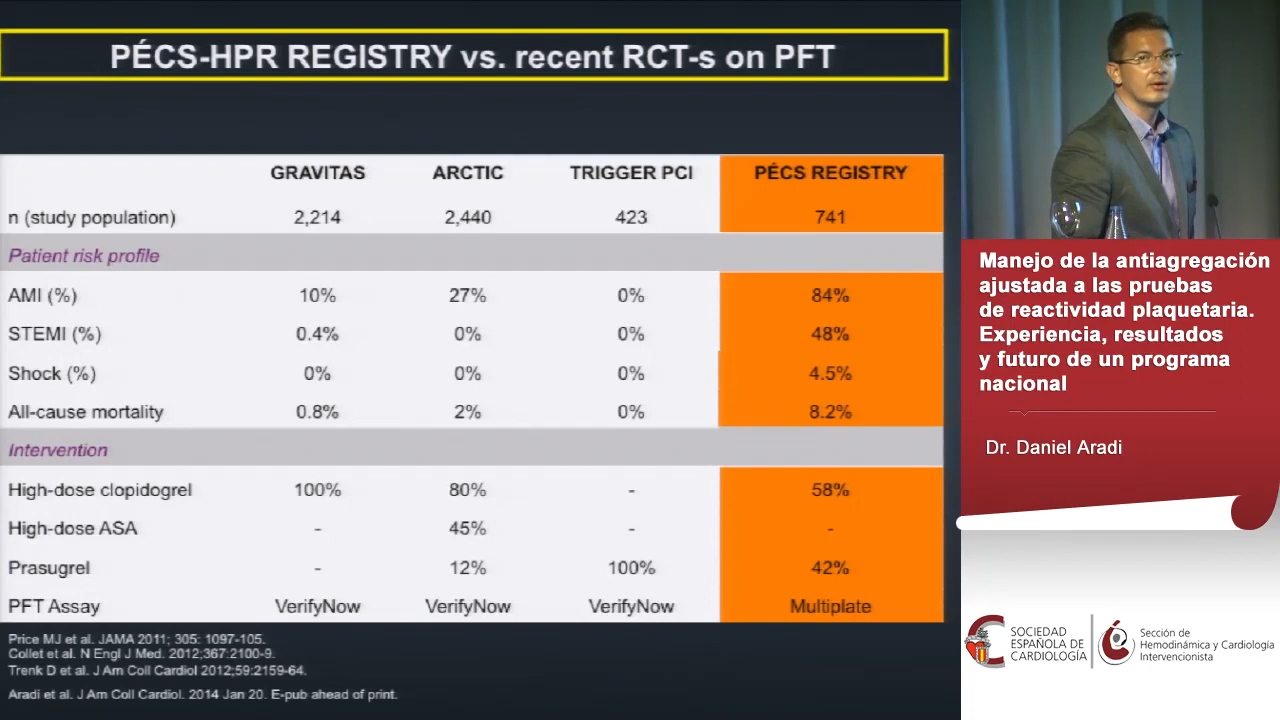 PÉCS-HPR REGISTRY vs. recent RCT-s on PFT
GRAVITAS ARCTIC TRIGGER PCI PÉCS REGISTRY
n (study population) 2,214 2,440 423 741
Patient risk profile
AMI (%) 10% 27% 0% 84%
STEMI (%) 0.4% 0% 0% 48%
Shock (%) 0% 0% 0% 4.5%
All-cause mortality 0.8% 2% 0% 8.2%
Intervention
High-dose clopidogrel 100% 80% - 58%
High-dose ASA - 45% - -
Prasugrel - 12% 100% 42%
PFT Assay VerifyNow VerifyNow VerifyNow Multiplate
Price MJ et al. JAMA 2011; 305: 1097-105.
Collet et al. N Engl J Med. 2012;367:2100-9.
Trenk D et al. J Am Coll Cardiol 2012;59:2159-64.
Aradi et al. J Am Coll Cardiol. 2014 Jan 20. E-pub ahead of print.
Manejo de la antiagregación
ajustada a las pruebas
de reactividad plaquetaria.
Experiencia, resultados
y futuro de un programa
nacional
Dr. Daniel Aradi
SOCIEDAD
ESPAÑOLA DE
CARDIOLOGÍA
Sección de
Hemodinámica y Cardiología
Intervencionista